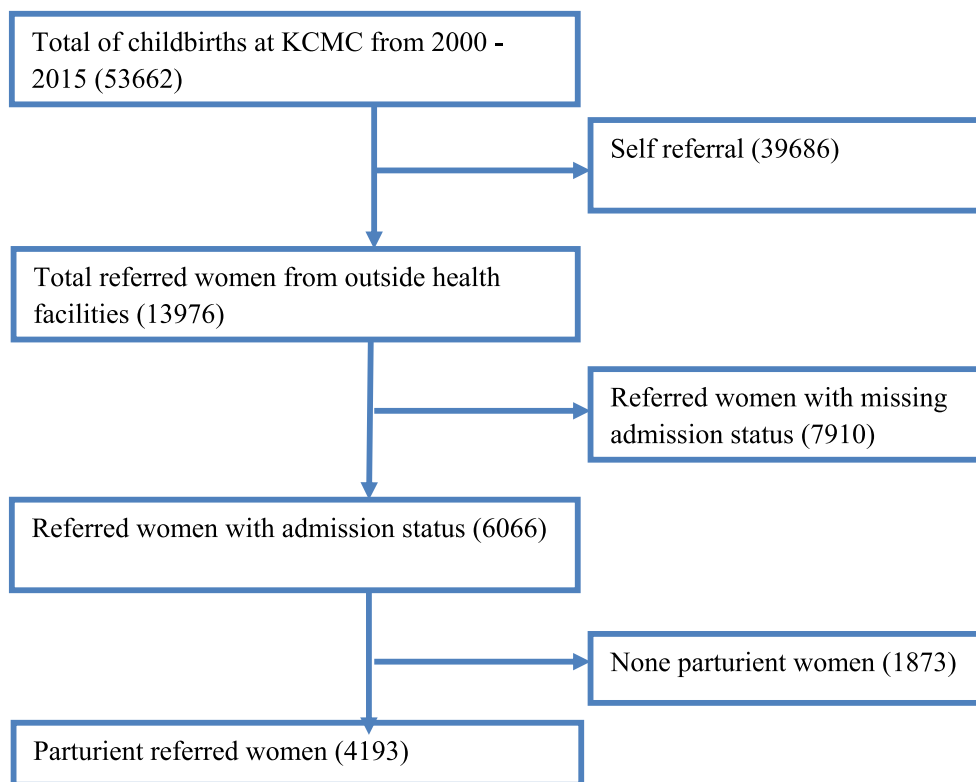 Total of childbirths at KCMC from 2000 -
2015 (53662)
Self referral (39686)
Total referred women from outside health
facilities (13976)
Referred women with missing
admission status (7910)
Referred women with admission status (6066)
None parturient women (1873)
Parturient referred women (4193)